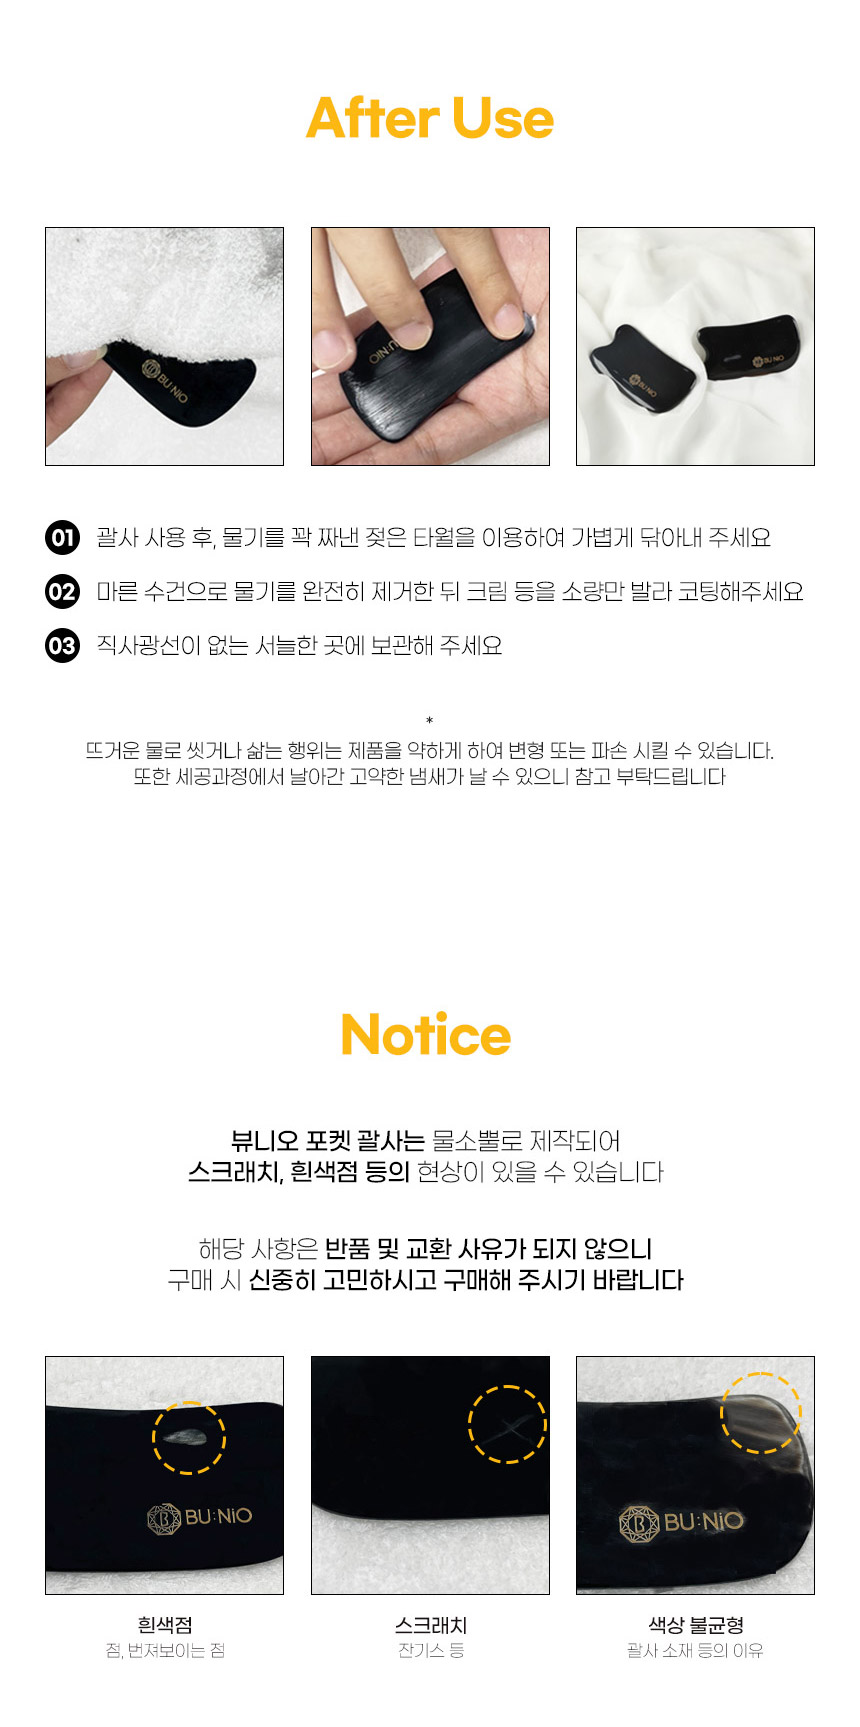 After Use
BU NiO
BU:NiO
BU NiO
BU NiO
01 괄사 사용 후, 물기를 꽉 짜낸 젖은 타월을 이용하여 가볍게 닦아내 주세요
02 마른 수건으로 물기를 완전히 제거한 뒤 크림 등을 소량만 발라 코팅해주세요
03 직사광선이 없는 서늘한 곳에 보관해 주세요
*
뜨거운 물로 씻거나 삶는 행위는 제품을 약하게 하여 변형 또는 파손 시킬 수 있습니다.
또한 세공과정에서 날아간 고약한 냄새가 날 수 있으니 참고 부탁드립니다
Notice
뷰니오 포켓 괄사는 물소뿔로 제작되어
스크래치, 흰색점 등의 현상이 있을 수 있습니다
해당 사항은 반품 및 교환 사유가 되지 않으니
구매 시 신중히 고민하시고 구매해 주시기 바랍니다
B BU:NiO
B BU:NiO
흰색점
점, 번져보이는 점
스크래치
잔기스 등
색상 불균형
괄사 소재 등의 이유